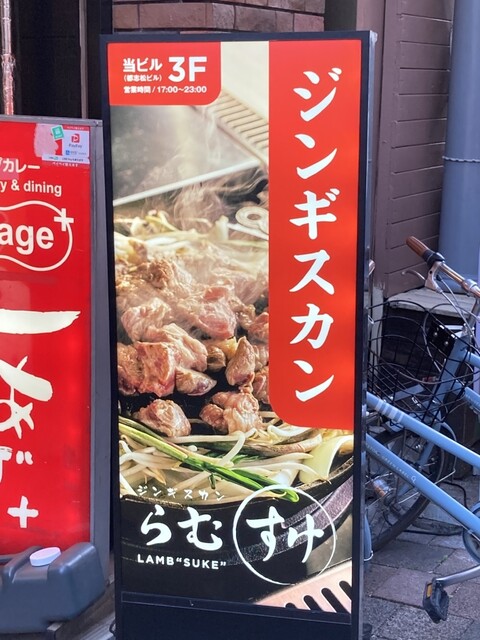 当ビル
(都志松ビル)
3F
営業時間 / 17:00〜23:00
ジンギスカン
ジンギスカン
らむすけ
LAMB"SUKE"
カレー
y & dining
age+
PayPay